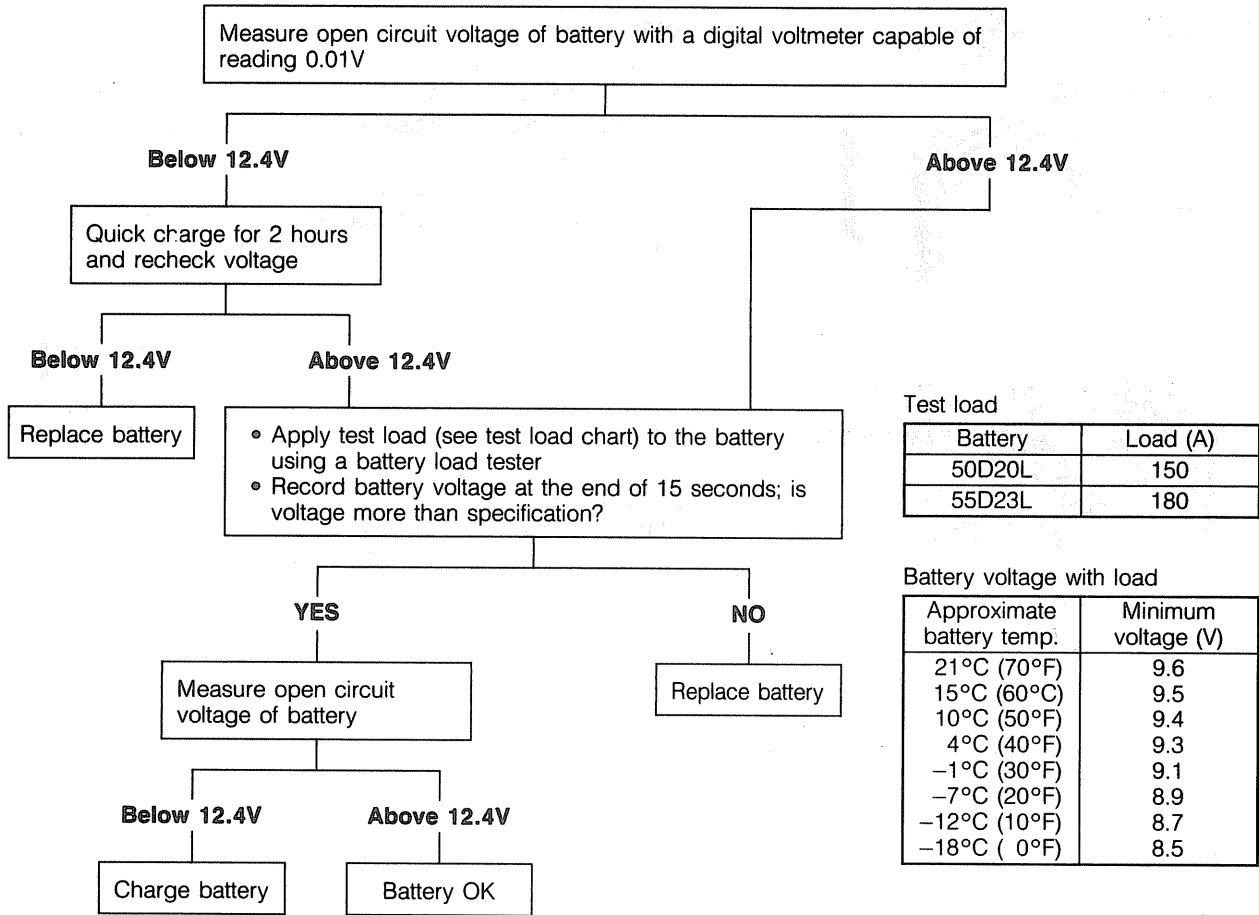 Measure open circuit voltage of battery with a digital voltmeter capable of
reading 0.01V
Below 12.4V
Above 12.4V
Quick charge for 2 hours
and recheck voltage
Below 12.4V
Above 12.4V
Replace battery
• Apply test load (see test load chart) to the battery
using a battery load tester
• Record battery voltage at the end of 15 seconds; is
voltage more than specification?
YES
NO
Measure open circuit
voltage of battery
Replace battery
Below 12.4V
Above 12.4V
Charge battery
Battery OK
Test load
Battery Load (A)
50D20L 150
55D23L 180
Battery voltage with load
Approximate Minimum
battery temp. voltage (V)
21°C (70°F) 9.6
15°C (60°C) 9.5
10°C (50°F) 9.4
4°C (40°F) 9.3
−1°C (30°F) 9.1
−7°C (20°F) 8.9
−12°C (10°F) 8.7
−18°C ( 0°F) 8.5